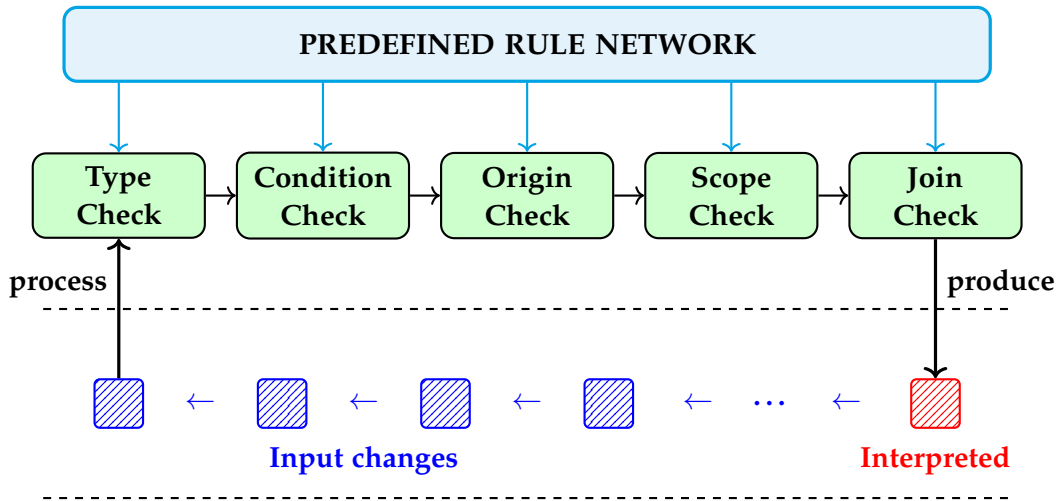 PREDEFINED RULE NETWORK
Type
Check
Condition
Check
Origin
Check
Scope
Check
Join
Check
process
produce
← ← ← ← ... ←
Input changes
Interpreted